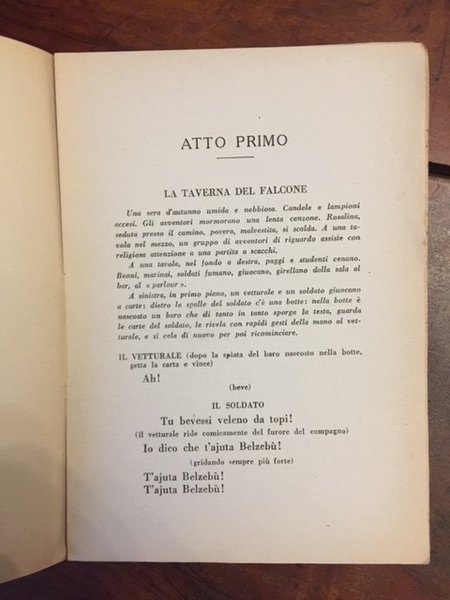 ATTO PRIMO
LA TAVERNA DEL FALCONE
Una sera d'autunno umida e nebbiosa. Candele e lampioni
accesi. Gli avventori mormorano una lenta canzone. Rosalina,
seduta presso il camino, povera, malvestita, si scalda. A una ta-
vola nel mezzo, un gruppo di avventori di riguardo assiste con
religiosa attenzione a una partita a scacchi.
A una tavola, nel fondo a destra, paggi e studenti cenano.
Beoni, marinai, soldati fumano, giuocano, girellano dalla sala al
bar, al « parlour ».
A sinistra, in primo piano, un vetturale e un soldato giuocano
a carte: dietro le spalle del soldato c'è una botte: nella botte è
nascosto un baro che di tanto in tanto sporge la testa, guarda
le carte del soldato, le rivela con rapidi gesti della mano al vet-
turale, e si cela di nuovo per poi ricominciare.
IL VETTURALE (dopo la spiata del baro nascosto nella botte,
getta la carta e vince)
Ah!
(beve)
IL SOLDATO
Tu bevessi veleno da topi!
(il vetturale ride comicamente del furore del compagno)
Io dico che t'ajuta Belzebù!
(gridando sempre più forte)
T'ajuta Belzebù!
T'ajuta Belzebù!